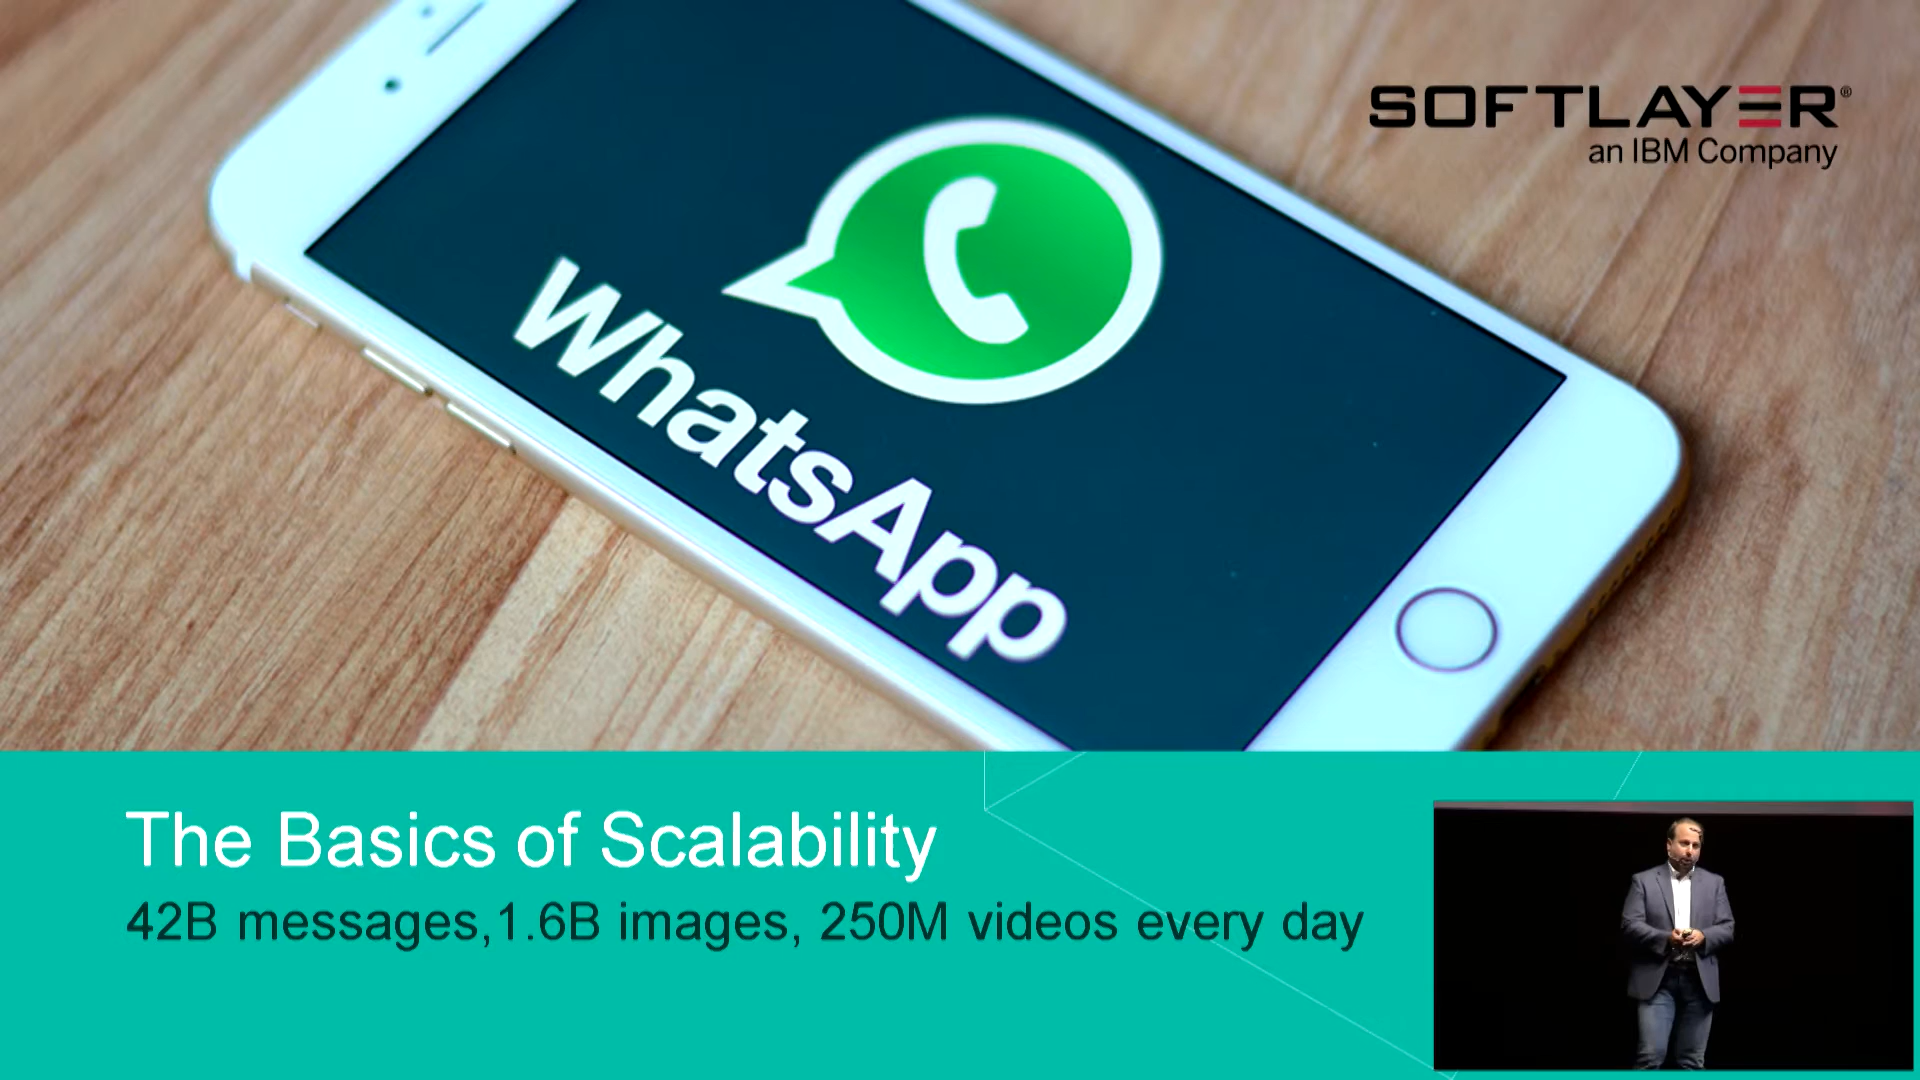 SOFTLAYER®
an IBM Company
WhatsApp
The Basics of Scalability
42B messages,1.6B images, 250M videos every day